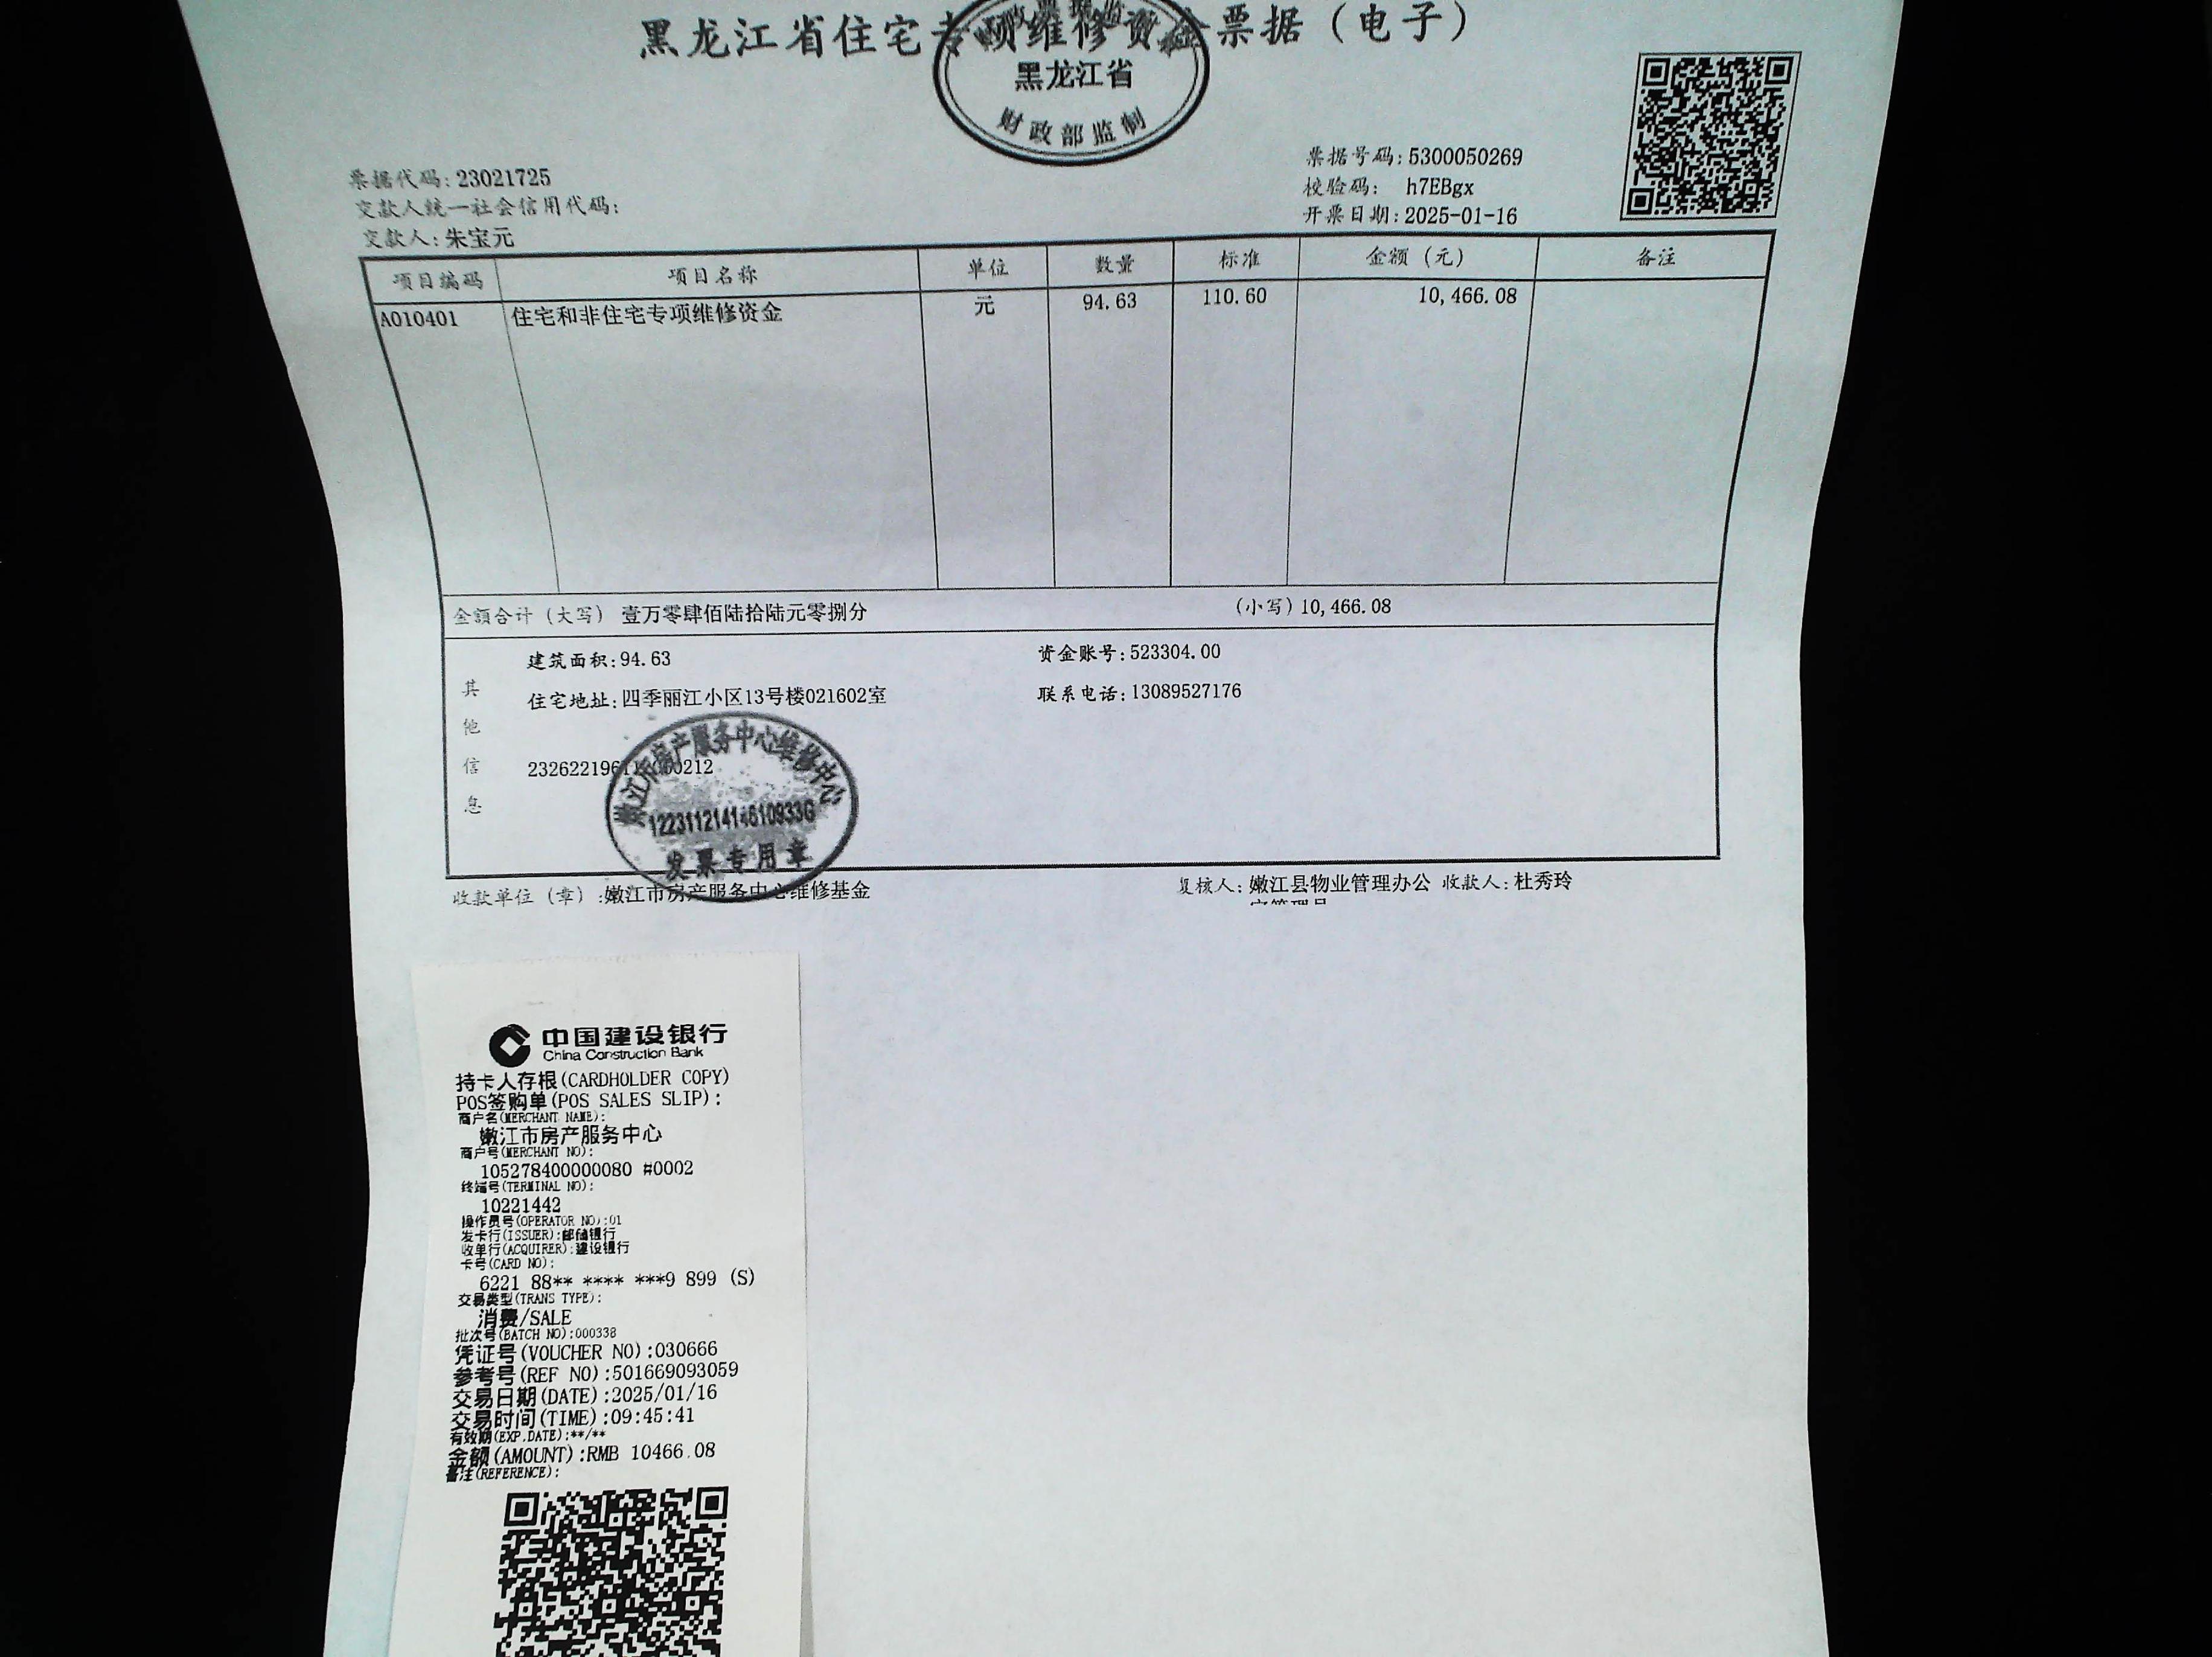 黑龙江省住宅专项维修资金票据（电子）
黑龙江省
财政部监制
票据代码:23021725
票据号码:5300050269
交款人统一社会信用代码:
校验码: h7EBgx
交款人:朱宝元
开票日期:2025-01-16
项目编码 项目名称 单位 数量 标准 金额（元） 备注
A010401 住宅和非住宅专项维修资金 元 94.63 110.60 10,466.08
金额合计（大写） 壹万零肆佰陆拾陆元零捌分 （小写）10,466.08
其他信息
建筑面积:94.63 资金账号:523304.00
住宅地址:四季丽江小区13号楼021602室 联系电话:13089527176
嫩江市房产服务中心维修中心
发票专用章
收款单位（章）:嫩江市房产服务中心维修基金 复核人:嫩江县物业管理办公 收款人:杜秀玲
室管理员
中国建设银行
China Construction Bank
持卡人存根(CARDHOLDER COPY)
POS签购单(POS SALES SLIP):
商户名(MERCHANT NAME):
嫩江市房产服务中心
商户号(MERCHANT NO):
105278400000080 #0002
终端号(TERMINAL NO):
10221442
操作员号(OPERATOR NO):01
发卡行(ISSUER):邮储银行
收单行(ACQUIRER):建设银行
卡号(CARD NO):
6221 88** **** ***9 899 (S)
交易类型(TRANS TYPE):
消费/SALE
批次号(BATCH NO):000338
凭证号(VOUCHER NO):030666
参考号(REF NO):501669093059
交易日期(DATE):2025/01/16
交易时间(TIME):09:45:41
有效期(EXP.DATE):**/**
金额(AMOUNT):RMB 10466.08
备注(REFERENCE):